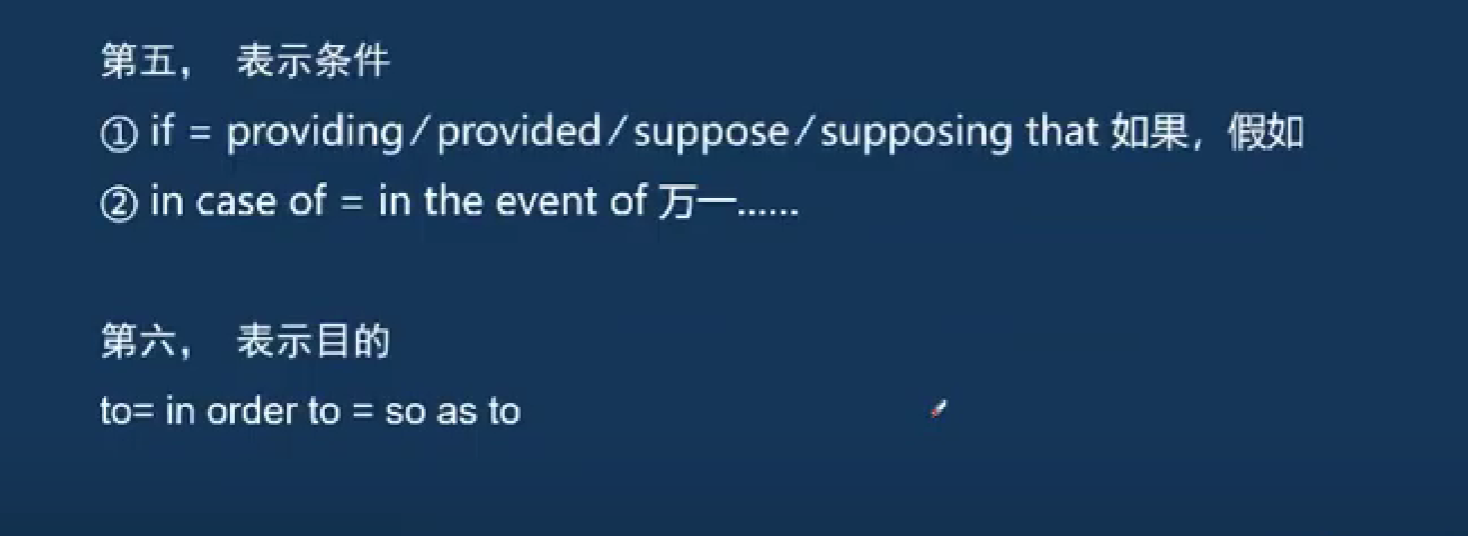 第五， 表示条件
① if = providing/provided/suppose/supposing that 如果，假如
② in case of = in the event of 万一......
第六， 表示目的
to= in order to = so as to